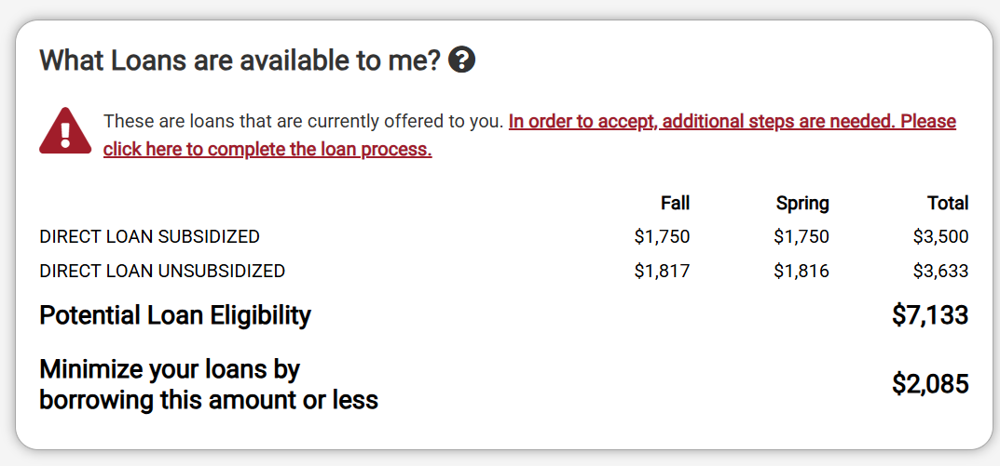 What Loans are available to me? ?
These are loans that are currently offered to you. In order to accept, additional steps are needed. Please
click here to complete the loan process.
Fall Spring Total
DIRECT LOAN SUBSIDIZED $1,750 $1,750 $3,500
DIRECT LOAN UNSUBSIDIZED $1,817 $1,816 $3,633
Potential Loan Eligibility $7,133
Minimize your loans by
borrowing this amount or less $2,085